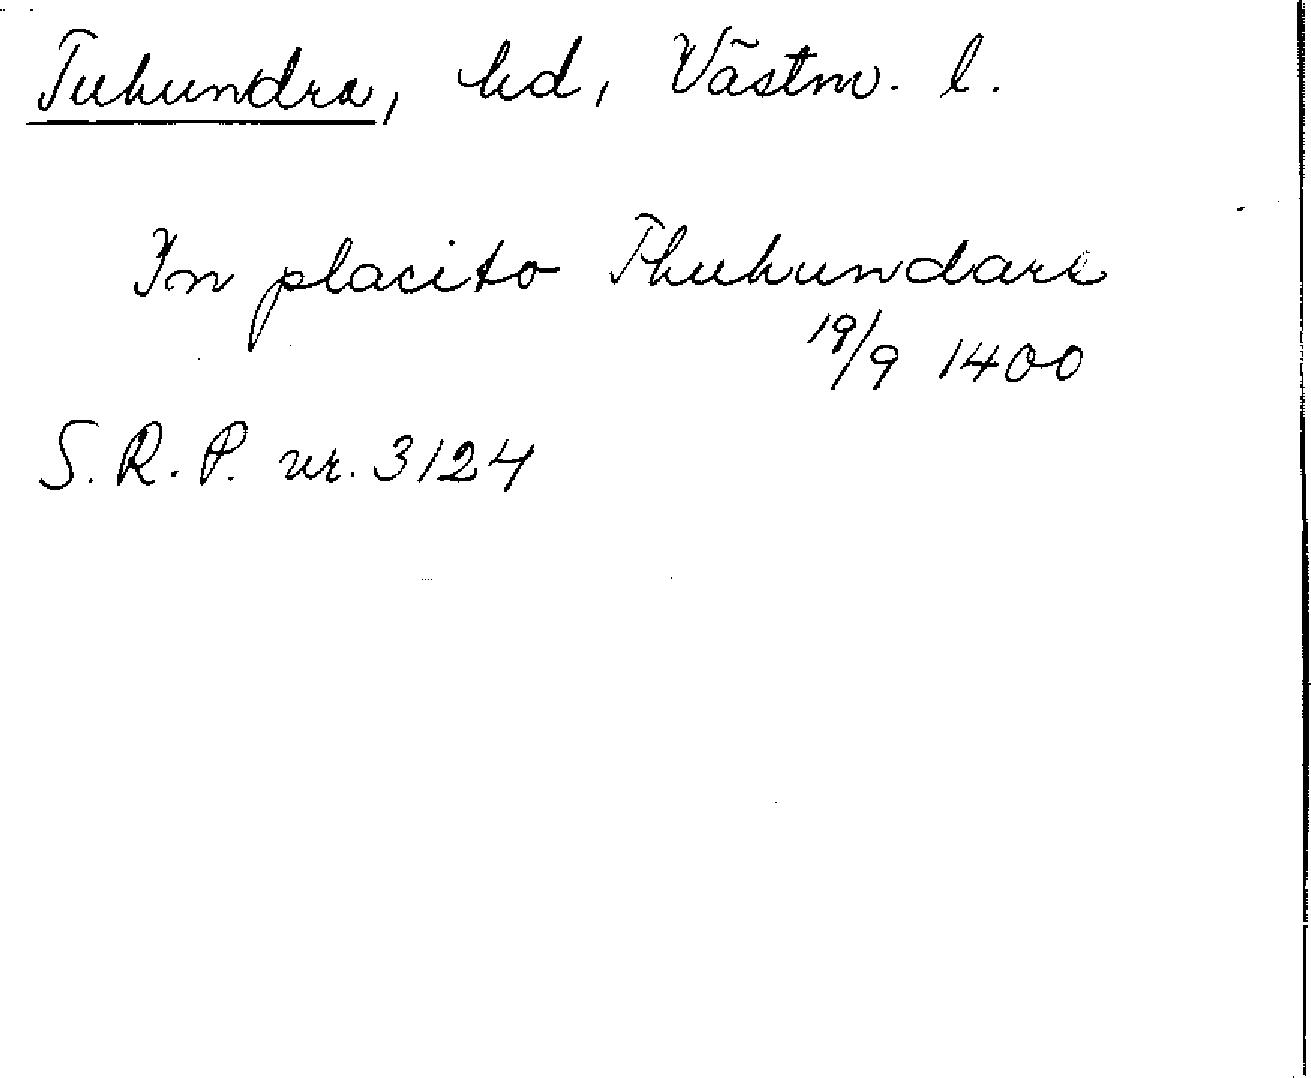 Tuhundra, hd, Västm. l.
In placito Thuhundare
19/9 1400
S. R. P. nr. 3124